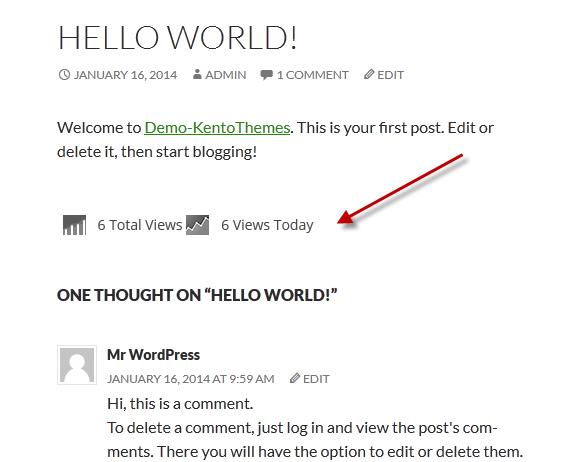 HELLO WORLD!
JANUARY 16, 2014 ADMIN 1 COMMENT EDIT
Welcome to Demo-KentoThemes. This is your first post. Edit or
delete it, then start blogging!
6 Total Views 6 Views Today
ONE THOUGHT ON “HELLO WORLD!”
Mr WordPress
JANUARY 16, 2014 AT 9:59 AM EDIT
Hi, this is a comment.
To delete a comment, just log in and view the post's com-
ments. There you will have the option to edit or delete them.